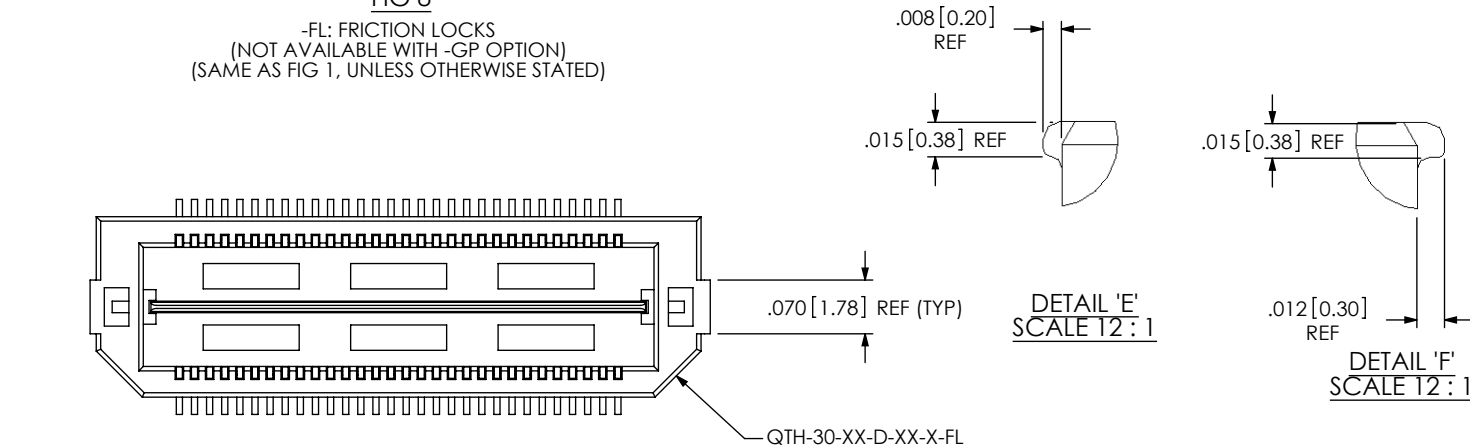 -FL: FRICTION LOCKS
(NOT AVAILABLE WITH -GP OPTION)
(SAME AS FIG 1, UNLESS OTHERWISE STATED)
.008 [0.20]
REF
.015 [0.38] REF
.015 [0.38] REF
.070 [1.78] REF (TYP)
DETAIL 'E'
SCALE 12 : 1
.012 [0.30]
REF
DETAIL 'F'
SCALE 12 : 1
QTH-30-XX-D-XX-X-FL